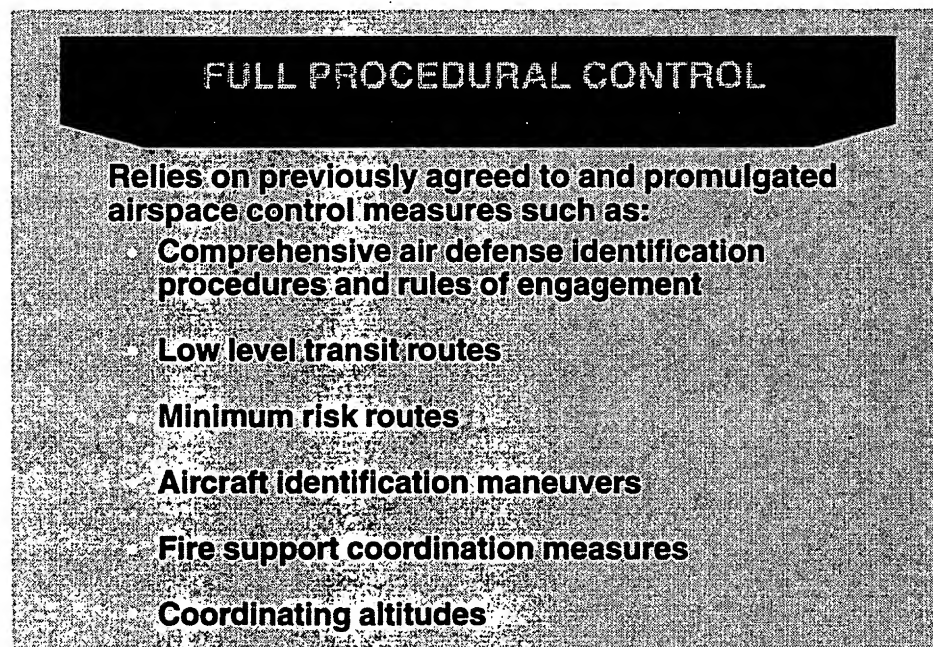 FULL PROCEDURAL CONTROL
Relies on previously agreed to and promulgated
airspace control measures such as:
Comprehensive air defense identification
procedures and rules of engagement
Low level transit routes
Minimum risk routes
Aircraft identification maneuvers
Fire support coordination measures
Coordinating altitudes